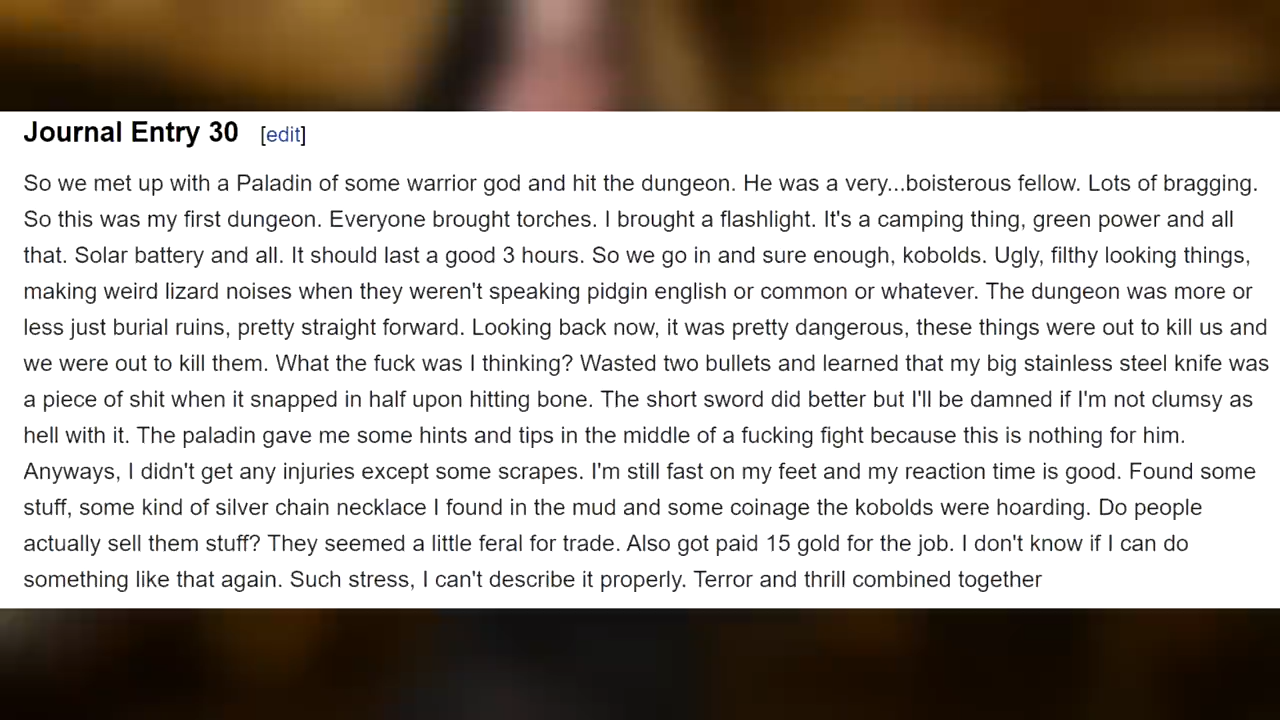 Journal Entry 30 [edit]
So we met up with a Paladin of some warrior god and hit the dungeon. He was a very...boisterous fellow. Lots of bragging.
So this was my first dungeon. Everyone brought torches. I brought a flashlight. It's a camping thing, green power and all
that. Solar battery and all. It should last a good 3 hours. So we go in and sure enough, kobolds. Ugly, filthy looking things,
making weird lizard noises when they weren't speaking pidgin english or common or whatever. The dungeon was more or
less just burial ruins, pretty straight forward. Looking back now, it was pretty dangerous, these things were out to kill us and
we were out to kill them. What the fuck was I thinking? Wasted two bullets and learned that my big stainless steel knife was
a piece of shit when it snapped in half upon hitting bone. The short sword did better but I'll be damned if I'm not clumsy as
hell with it. The paladin gave me some hints and tips in the middle of a fucking fight because this is nothing for him.
Anyways, I didn't get any injuries except some scrapes. I'm still fast on my feet and my reaction time is good. Found some
stuff, some kind of silver chain necklace I found in the mud and some coinage the kobolds were hoarding. Do people
actually sell them stuff? They seemed a little feral for trade. Also got paid 15 gold for the job. I don't know if I can do
something like that again. Such stress, I can't describe it properly. Terror and thrill combined together